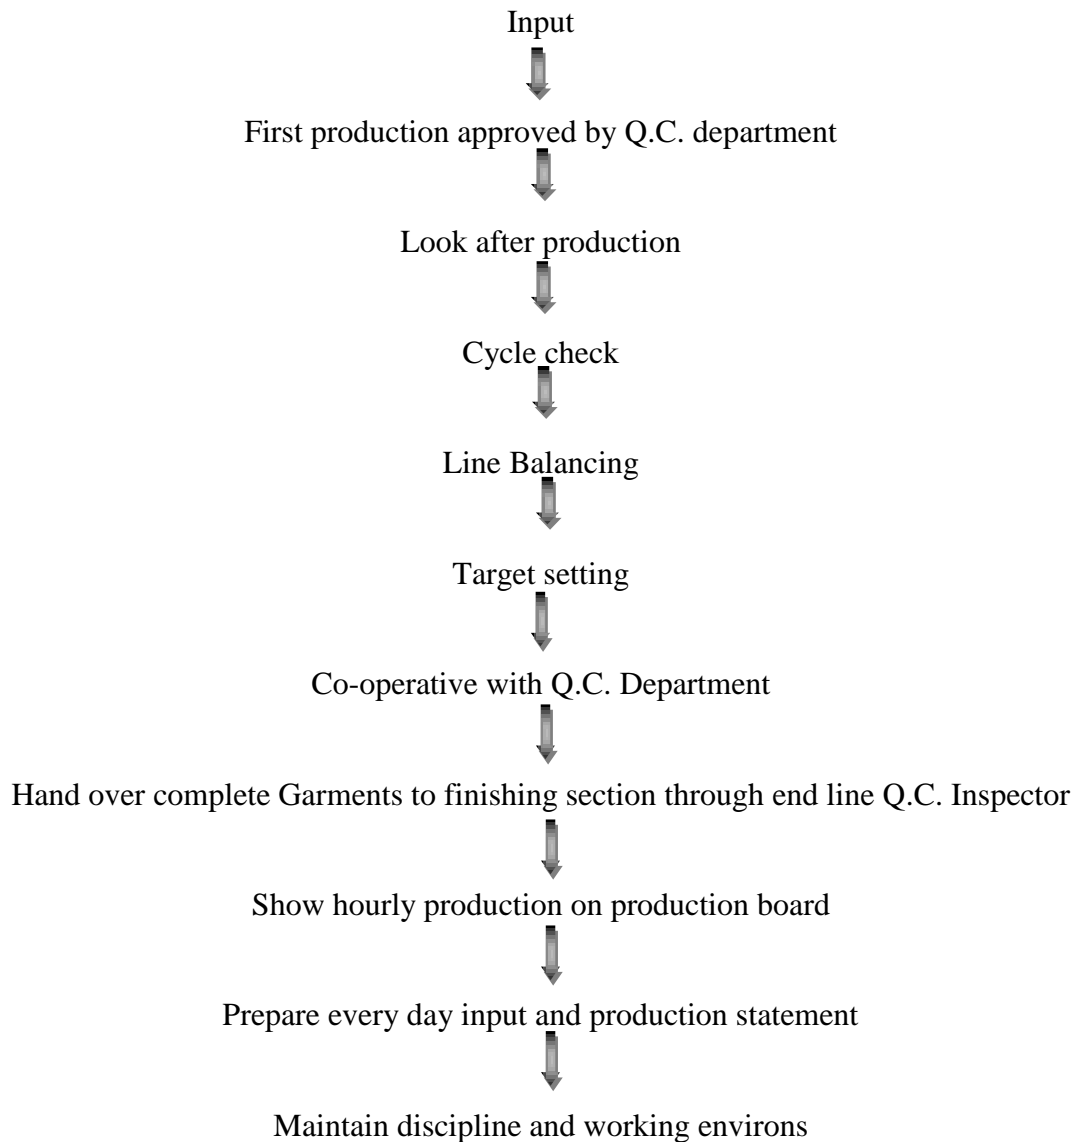 Input
First production approved by Q.C. department
Look after production
Cycle check
Line Balancing
Target setting
Co-operative with Q.C. Department
Hand over complete Garments to finishing section through end line Q.C. Inspector
Show hourly production on production board
Prepare every day input and production statement
Maintain discipline and working environs